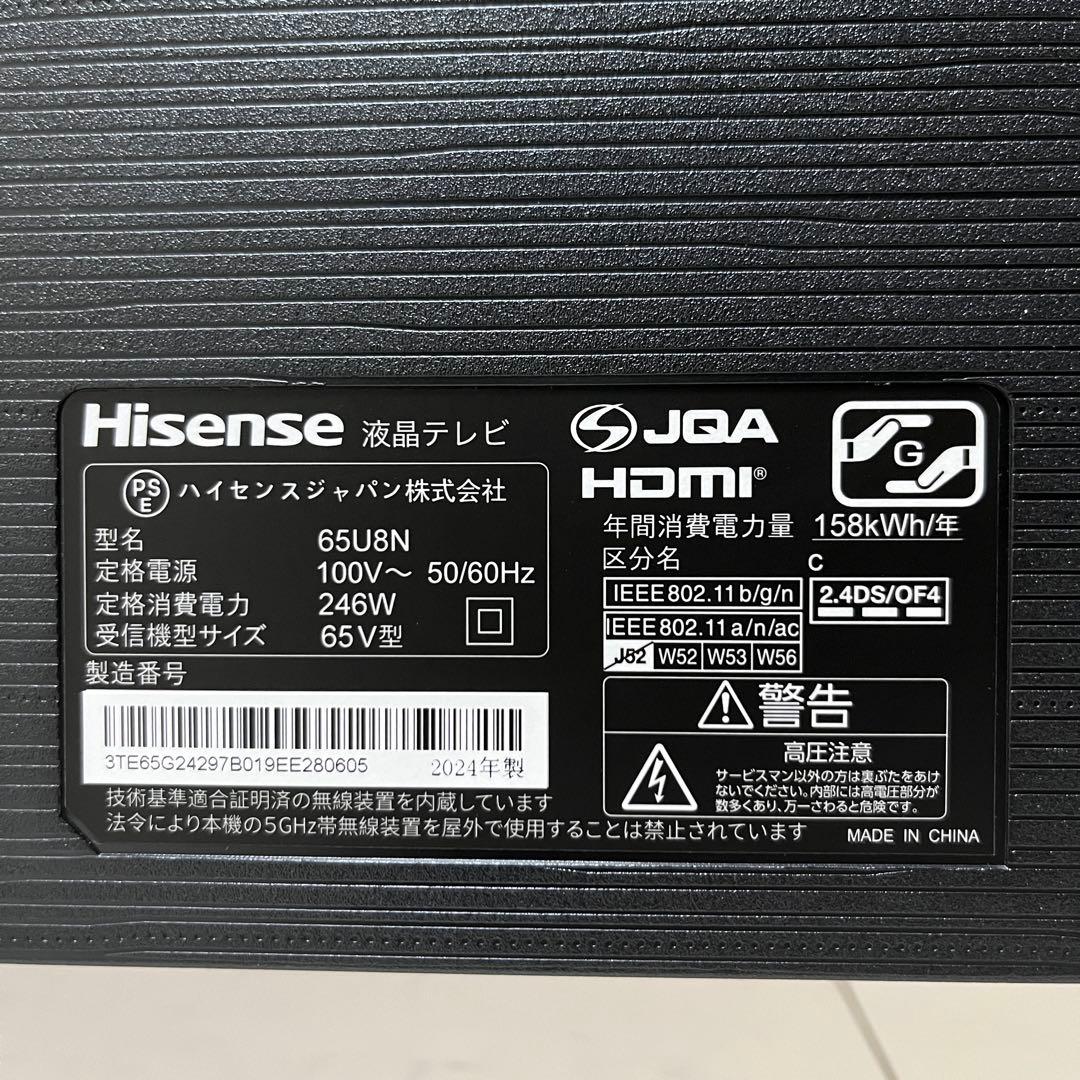 Hisense 液晶テレビ
PS
E
ハイセンスジャパン株式会社
型名 65U8N
定格電源 100V～ 50/60Hz
定格消費電力 246W
受信機型サイズ 65V型
製造番号
3TE65G24297B019EE280605 2024年製
技術基準適合証明済の無線装置を内蔵しています
法令により本機の5GHz帯無線装置を屋外で使用することは禁止されています
JQA
HDMI®
G
年間消費電力量 158kWh/年
区分名 C
IEEE802.11b/g/n
2.4DS/OF4
IEEE802.11a/n/ac
J52 W52 W53 W56
警告
高圧注意
サービスマン以外の方は裏ぶたをあけ
ないでください。内部には高電圧部分が
数多くあり、万一さわると危険です。
MADE IN CHINA